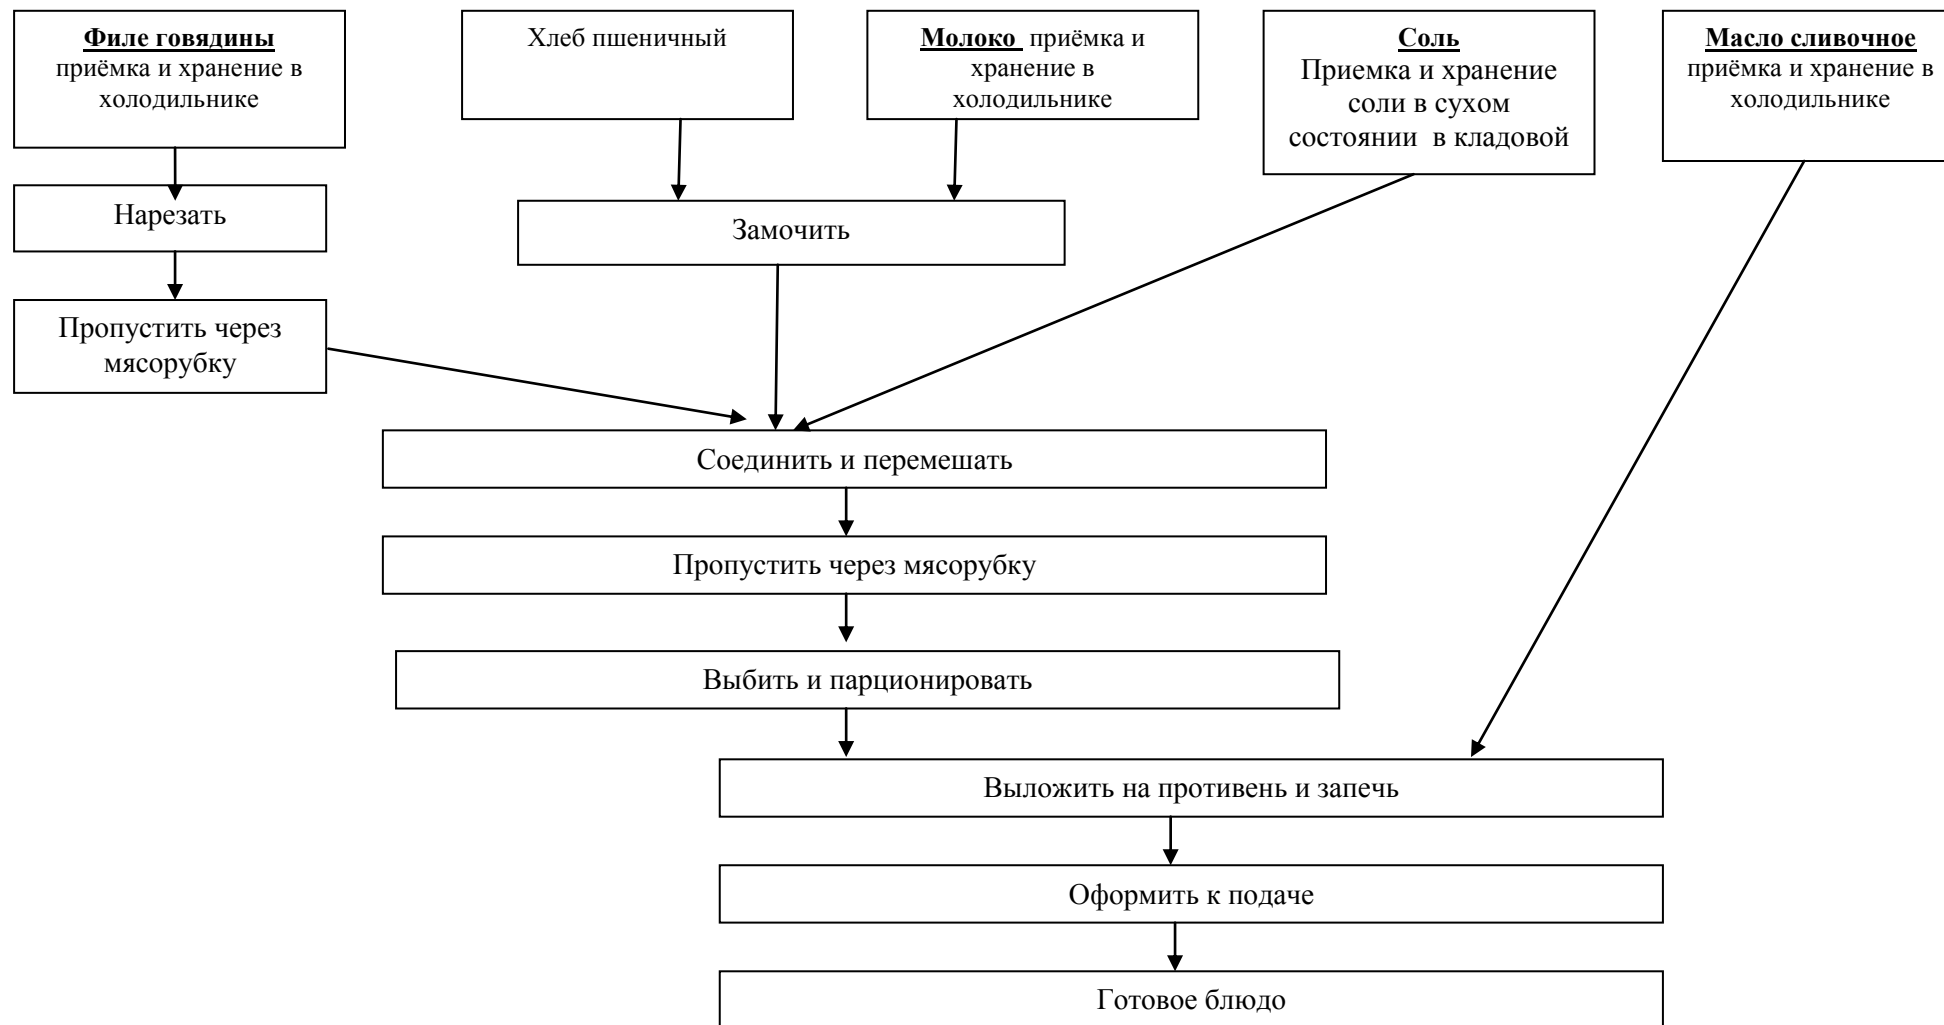 Филе говядины
приёмка и хранение в
холодильнике
Хлеб пшеничный
Молоко приёмка и
хранение в
холодильнике
Соль
Приемка и хранение
соли в сухом
состоянии в кладовой
Масло сливочное
приёмка и хранение в
холодильнике
Нарезать
Замочить
Пропустить через
мясорубку
Соединить и перемешать
Пропустить через мясорубку
Выбить и парционировать
Выложить на противень и запечь
Оформить к подаче
Готовое блюдо